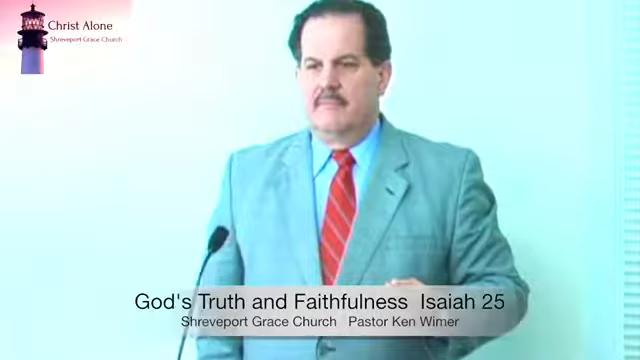 Christ Alone
Shreveport Grace Church
God's Truth and Faithfulness Isaiah 25
Shreveport Grace Church Pastor Ken Wimer